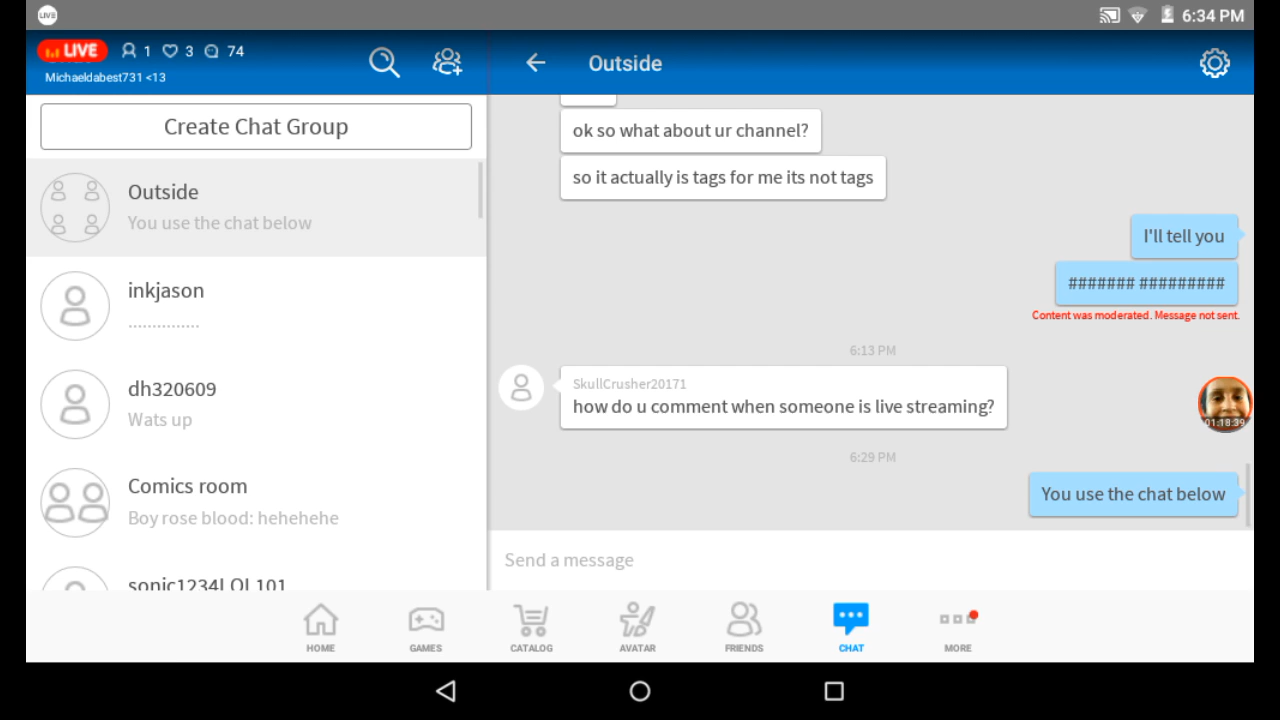 LIVE
6:34 PM
LIVE 1 3 74
Michaeldabest731 <13
Outside
Create Chat Group
Outside
You use the chat below
inkjason
...............
dh320609
Wats up
Comics room
Boy rose blood: hehehehe
sonic1234LOL101
ok so what about ur channel?
so it actually is tags for me its not tags
I'll tell you
####### #########
Content was moderated. Message not sent.
6:13 PM
SkullCrusher20171
how do u comment when someone is live streaming?
01:18:39
6:29 PM
You use the chat below
Send a message
HOME
GAMES
CATALOG
AVATAR
FRIENDS
CHAT
MORE